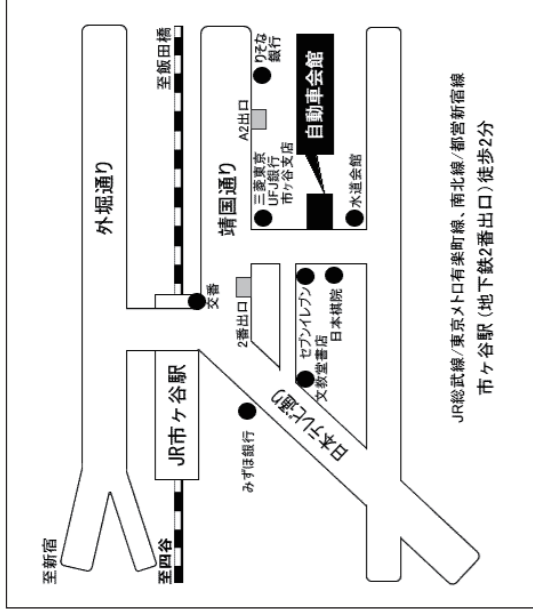 至新宿
外堀通り
至飯田橋
至四谷
JR市ヶ谷駅
交番
靖国通り
りそな
銀行
A2出口
三菱東京
UFJ銀行
市ヶ谷支店
自動車会館
水道会館
2番出口
セブンイレブン
文教堂書店
日本棋院
みずほ銀行
日本テレビ通り
JR総武線/東京メトロ有楽町線、南北線/都営新宿線
市ヶ谷駅(地下鉄2番出口)徒歩2分